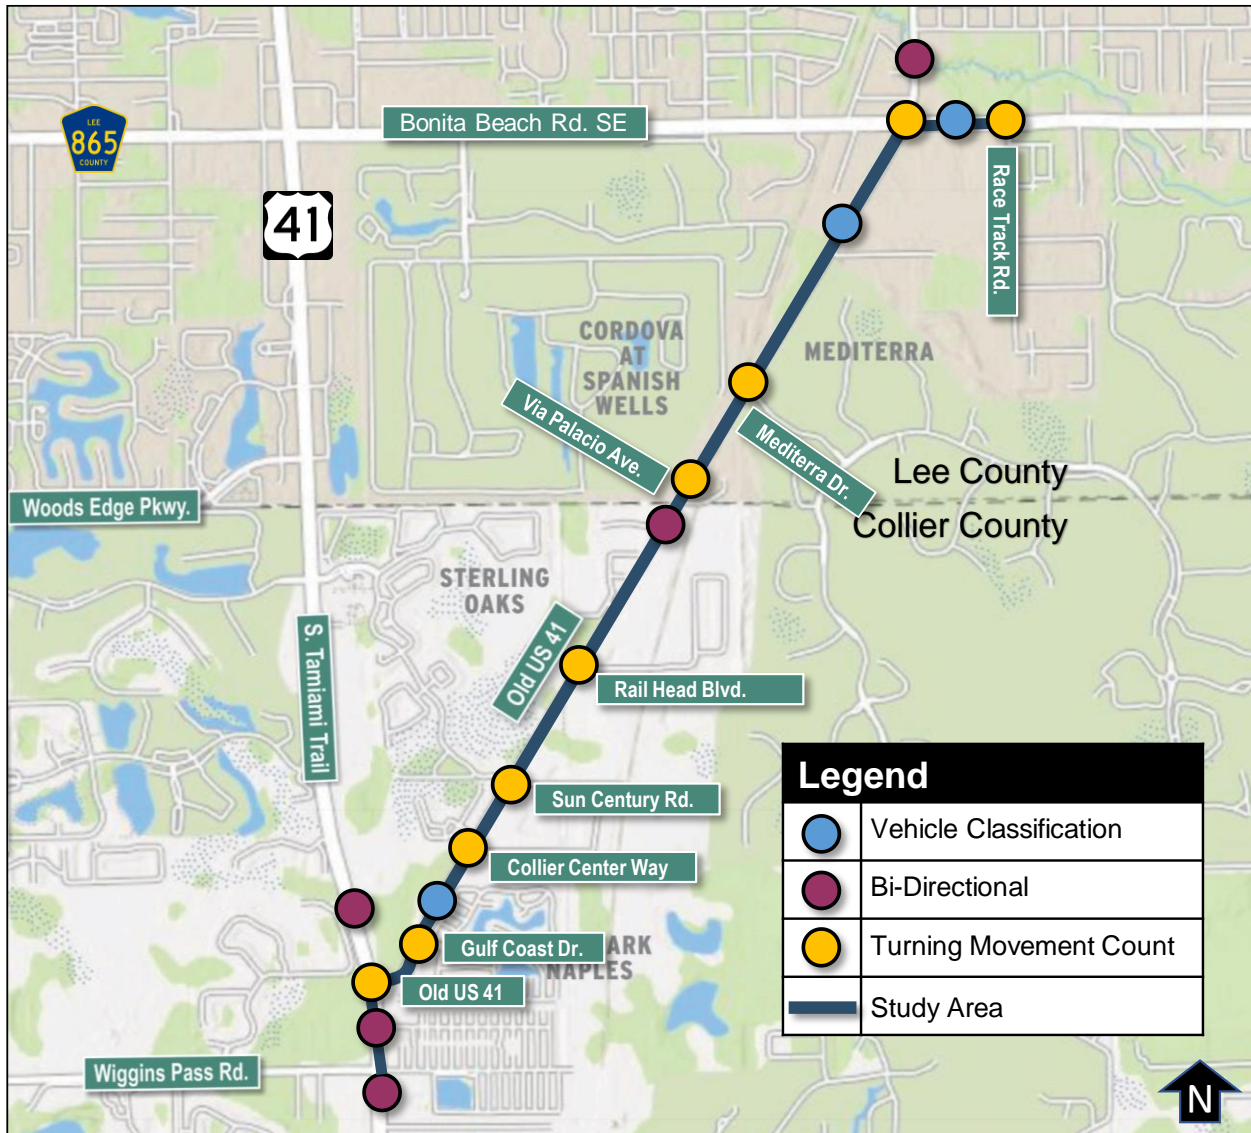 Bonita Beach Rd. SE
LEE
865
COUNTY
41
Race Track Rd.
CORDOVA
AT
SPANISH
WELLS
MEDITERRA
Via Palacio Ave.
Mediterra Dr.
Lee County
Woods Edge Pkwy.
Collier County
STERLING
OAKS
S. Tamiami Trail
Old US 41
Rail Head Blvd.
Sun Century Rd.
Collier Center Way
Gulf Coast Dr.
ARK
NAPLES
Old US 41
Wiggins Pass Rd.
Legend
Vehicle Classification
Bi-Directional
Turning Movement Count
Study Area
N